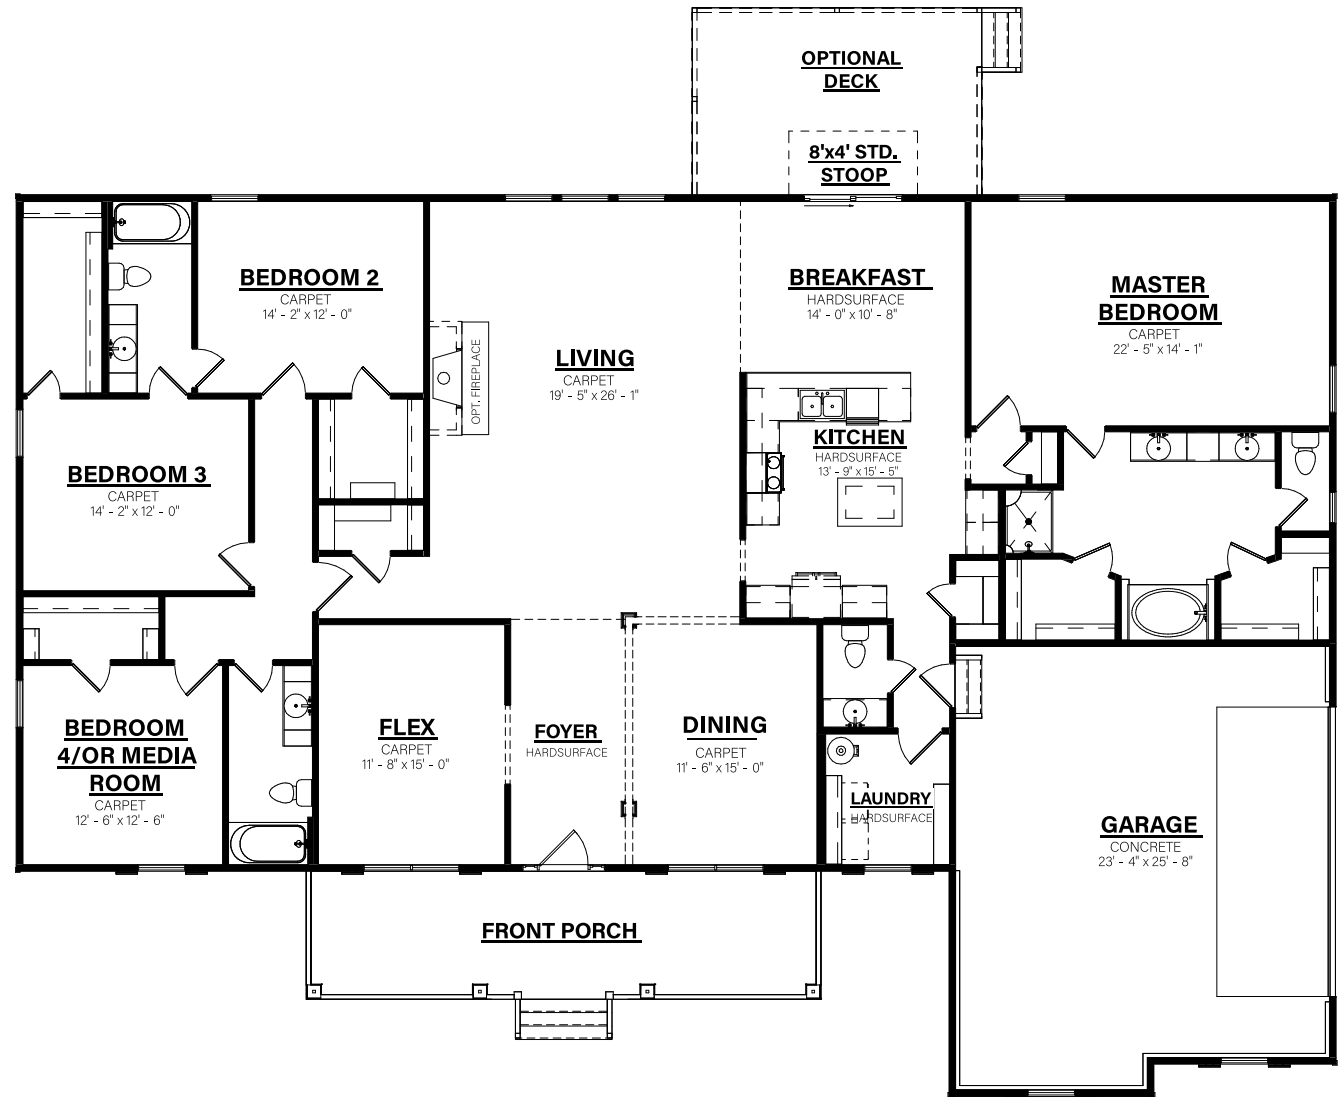 OPTIONAL
DECK
8'x4' STD.
STOOP
BEDROOM 2
CARPET
14' - 2" x 12' - 0"
BREAKFAST
HARDSURFACE
14' - 0" x 10' - 8"
MASTER
BEDROOM
CARPET
22' - 5" x 14' - 1"
LIVING
CARPET
19' - 5" x 26' - 1"
OPT. FIREPLACE
KITCHEN
HARDSURFACE
13' - 9" x 15' - 5"
BEDROOM 3
CARPET
14' - 2" x 12' - 0"
BEDROOM
4/OR MEDIA
ROOM
CARPET
12' - 6" x 12' - 6"
FLEX
CARPET
11' - 8" x 15' - 0"
FOYER
HARDSURFACE
DINING
CARPET
11' - 6" x 15' - 0"
LAUNDRY
HARDSURFACE
GARAGE
CONCRETE
23' - 4" x 25' - 8"
FRONT PORCH